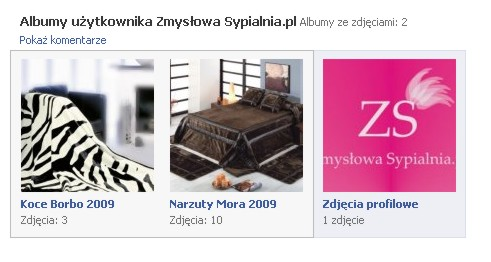 Albumy użytkownika Zmysłowa Sypialnia.pl Albumy ze zdjęciami: 2
Pokaż komentarze
ZS
mysłowa Sypialnia.
Koce Borbo 2009
Zdjęcia: 3
Narzuty Mora 2009
Zdjęcia: 10
Zdjęcia profilowe
1 zdjęcie